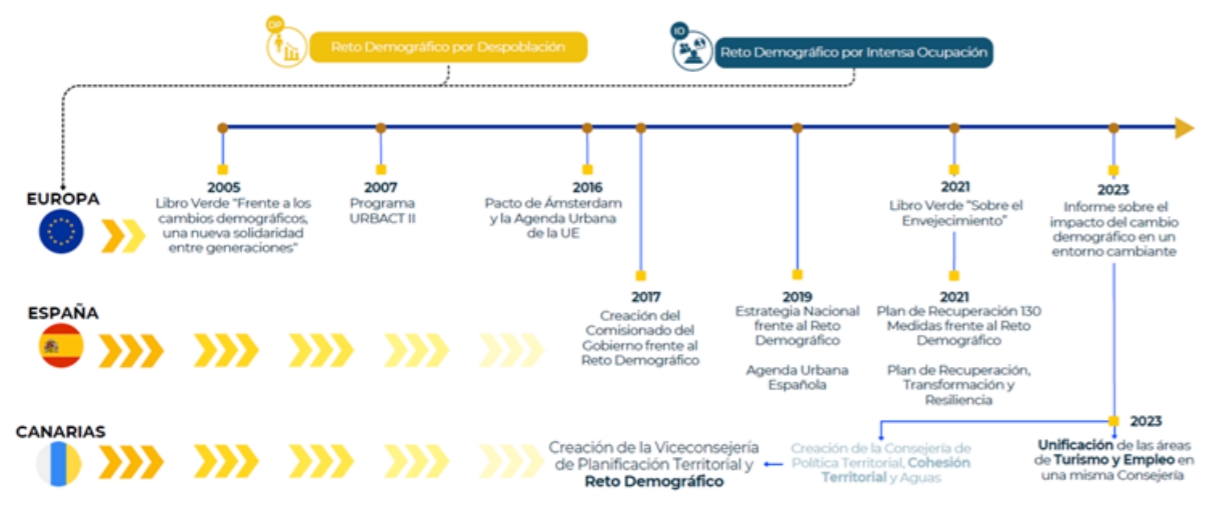 DP
Reto Demográfico por Despoblación
IO
Reto Demográfico por Intensa Ocupación
EUROPA
2005
Libro Verde "Frente a los
cambios demográficos,
una nueva solidaridad
entre generaciones"
2007
Programa
URBACT II
2016
Pacto de Ámsterdam
y la Agenda Urbana
de la UE
2021
Libro Verde "Sobre el
Envejecimiento"
2023
Informe sobre el
impacto del cambio
demográfico en un
entorno cambiante
ESPAÑA
2017
Creación del
Comisionado del
Gobierno frente al
Reto Demográfico
2019
Estrategia Nacional
frente al Reto
Demográfico
Agenda Urbana
Española
2021
Plan de Recuperación 130
Medidas frente al Reto
Demográfico
Plan de Recuperación,
Transformación y
Resiliencia
CANARIAS
Creación de la Viceconsejería
de Planificación Territorial y
Reto Demográfico
Creación de la Consejería de
Política Territorial, Cohesión
Territorial y Aguas
2023
Unificación de las áreas
de Turismo y Empleo en
una misma Consejería